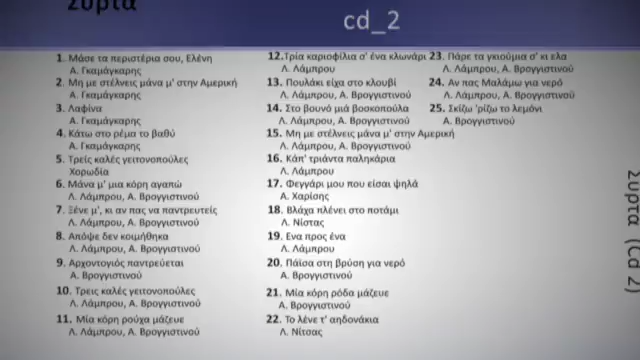 Συρτά
cd_2
1. Μάσε τα περιστέρια σου, Ελένη
Α. Γκαμάγκαρης
2. Μη με στέλνεις μάνα μ' στην Αμερική
Α. Γκαμάγκαρης
3. Λαφίνα
Α. Γκαμάγκαρης
4. Κάτω στο ρέμα το βαθύ
Α. Γκαμάγκαρης
5. Τρείς καλές γειτονοπούλες
Χορωδία
6. Μάνα μ' μια κόρη αγαπώ
Λ. Λάμπρου, Α. Βρογγιστινού
7. Ξένε μ', κι αν πας να παντρευτείς
Λ. Λάμπρου, Α. Βρογγιστινού
8. Απόψε δεν κοιμήθηκα
Λ. Λάμπρου, Α. Βρογγιστινού
9. Αρχοντογιός παντρεύεται
Α. Βρογγιστινού
10. Τρεις καλές γειτονοπούλες
Λ. Λάμπρου, Α. Βρογγιστινού
11. Μία κόρη ρούχα μάζευε
Λ. Λάμπρου, Α. Βρογγιστινού
12. Τρία καριοφίλια σ' ένα κλωνάρι
Λ. Λάμπρου
13. Πουλάκι είχα στο κλουβί
Λ. Λάμπρου, Α. Βρογγιστινού
14. Στο βουνό μιά βοσκοπούλα
Λ. Λάμπρου, Α. Βρογγιστινού
15. Μη με στέλνεις μάνα μ' στην Αμερική
Λ. Λάμπρου, Α. Βρογγιστινού
16. Κάπ' τριάντα παληκάρια
Λ. Λάμπρου
17. Φεγγάρι μου που είσαι ψηλά
Α. Χαρίσης
18. Βλάχα πλένει στο ποτάμι
Λ. Νίστας
19. Ενα προς ένα
Λ. Λάμπρου
20. Πάϊσα στη βρύση για νερό
Α. Βρογγιστινού
21. Μία κόρη ρόδα μάζευε
Α. Βρογγιστινού
22. Το λένε τ' αηδονάκια
Λ. Νίτσας
23. Πάρε τα γκιούμια σ' κι ελα
Λ. Λάμπρου, Α. Βρογγιστινού
24. Αν πας Μαλάμω για νερό
Λ. Λάμπρου, Α. Βρογγιστινού
25. Σκίζω 'ρίζω το λεμόνι
Α. Βρογγιστινού
Συρτά (Cd 2)